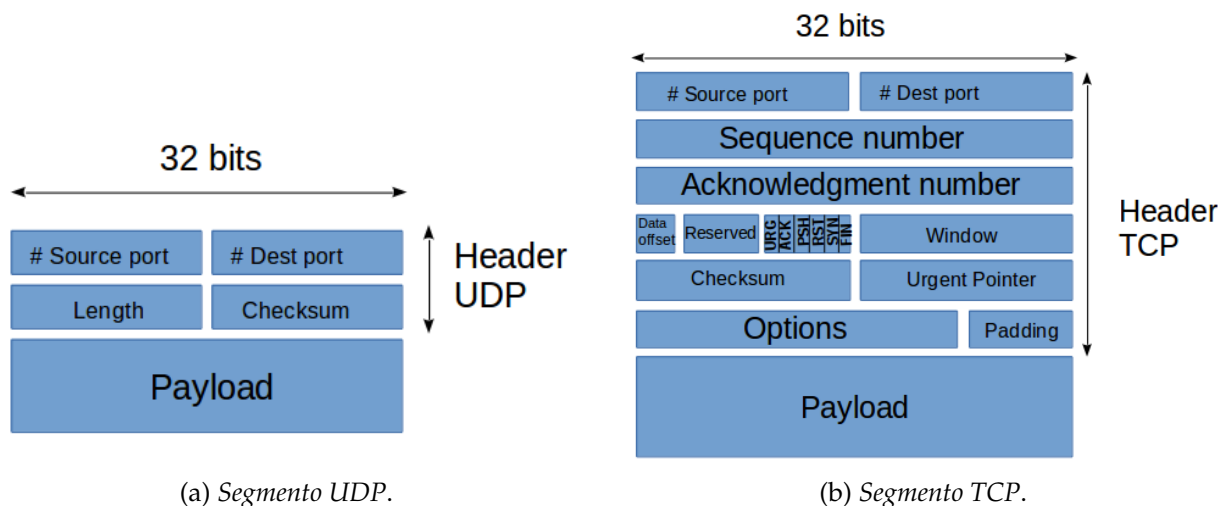 32 bits
# Source port # Dest port
Length Checksum
Payload
Header
UDP
(a) Segmento UDP.
32 bits
# Source port # Dest port
Sequence number
Acknowledgment number
Data
offset
Reserved
URG
ACK
PSH
RST
SYN
FIN
Window
Checksum Urgent Pointer
Options Padding
Payload
Header
TCP
(b) Segmento TCP.